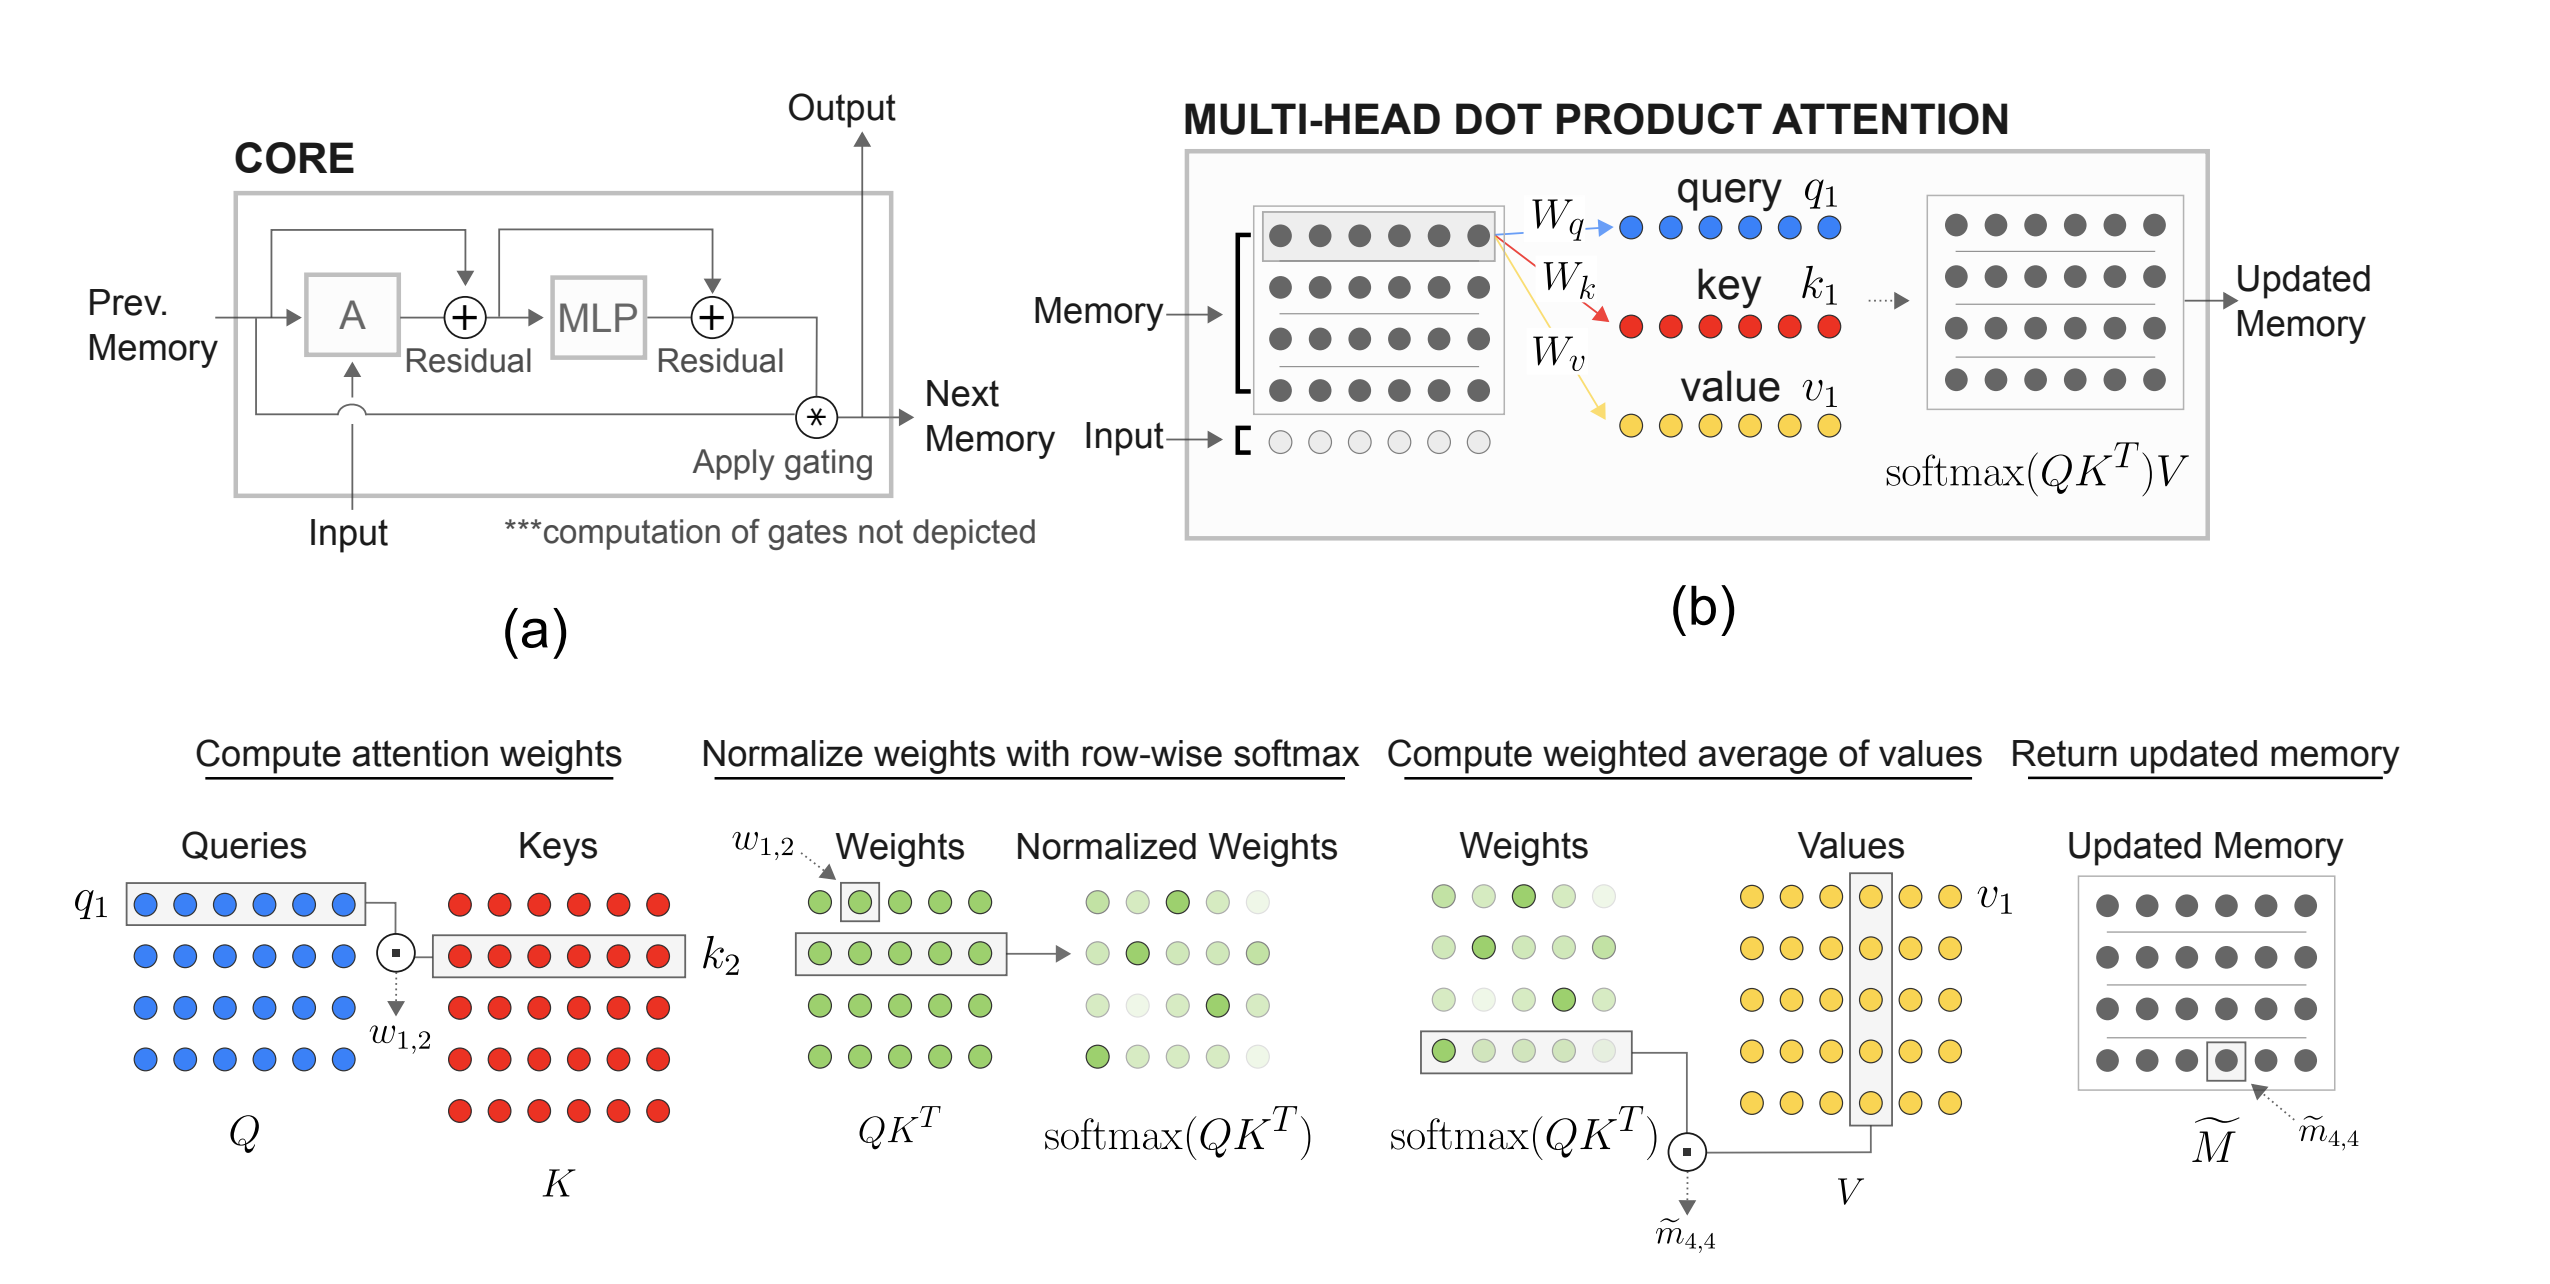 CORE
Output
Prev.
Memory
A
Residual
MLP
Residual
Next
Memory
Apply gating
Input
***computation of gates not depicted
(a)
MULTI-HEAD DOT PRODUCT ATTENTION
Memory
Input
W_q
W_k
W_v
query q_1
key k_1
value v_1
softmax(QK^T)V
Updated
Memory
(b)
Compute attention weights
Queries
Keys
q_1
k_2
w_{1,2}
Q
K
Normalize weights with row-wise softmax
w_{1,2}
Weights
Normalized Weights
QK^T
softmax(QK^T)
Compute weighted average of values
Weights
Values
v_1
softmax(QK^T)
V
\widetilde{m}_{4,4}
Return updated memory
Updated Memory
\widetilde{M}
\widetilde{m}_{4,4}